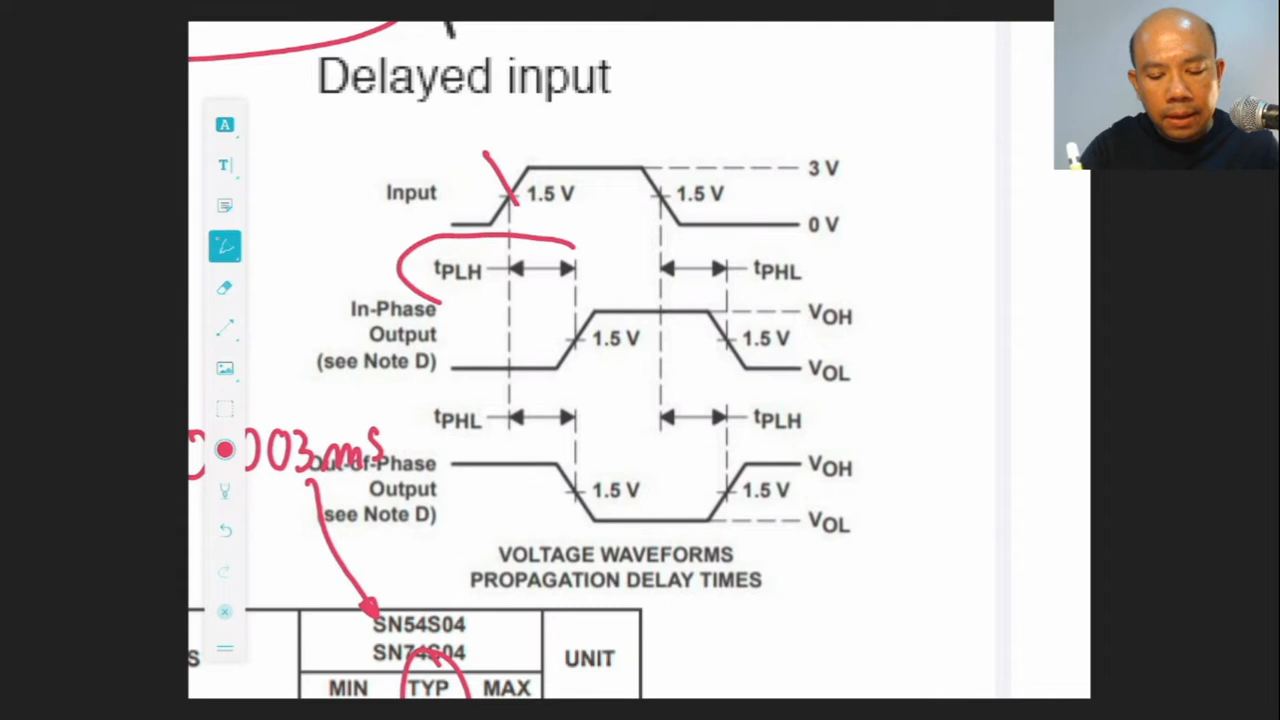 Delayed input
3 V
Input 1.5 V 1.5 V
0 V
tPLH tPHL
In-Phase
Output
(see Note D)
1.5 V 1.5 V
VOH
VOL
tPHL tPLH
003ms
Out-of-Phase
Output
(see Note D)
1.5 V 1.5 V
VOH
VOL
VOLTAGE WAVEFORMS
PROPAGATION DELAY TIMES
SN54S04
SN74S04
UNIT
MIN TYP MAX